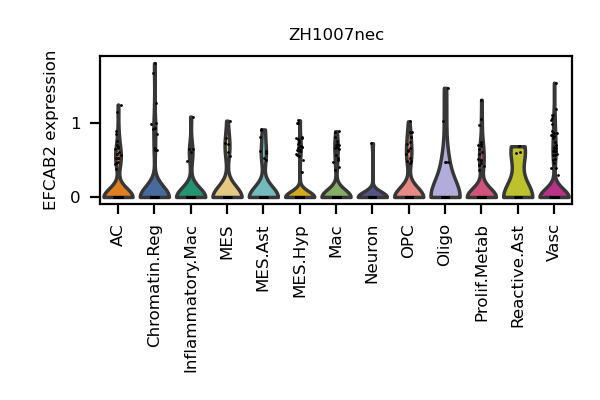 ZH1007nec
EFCAB2 expression
1
0
AC
Chromatin.Reg
Inflammatory.Mac
MES
MES.Ast
MES.Hyp
Mac
Neuron
OPC
Oligo
Prolif.Metab
Reactive.Ast
Vasc